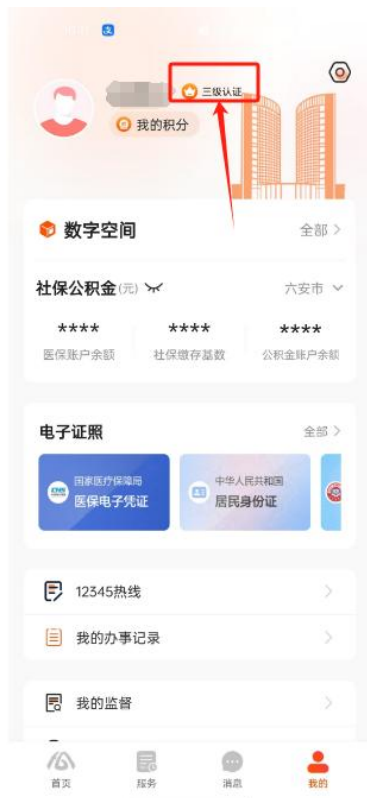 三级认证
我的积分
数字空间
全部
社保公积金(元)
六安市
**** **** ****
医保账户余额 社保缴存基数 公积金账户余额
电子证照
全部
国家医疗保障局
医保电子凭证
中华人民共和国
居民身份证
12345热线
我的办事记录
我的监督
首页 服务 消息 我的